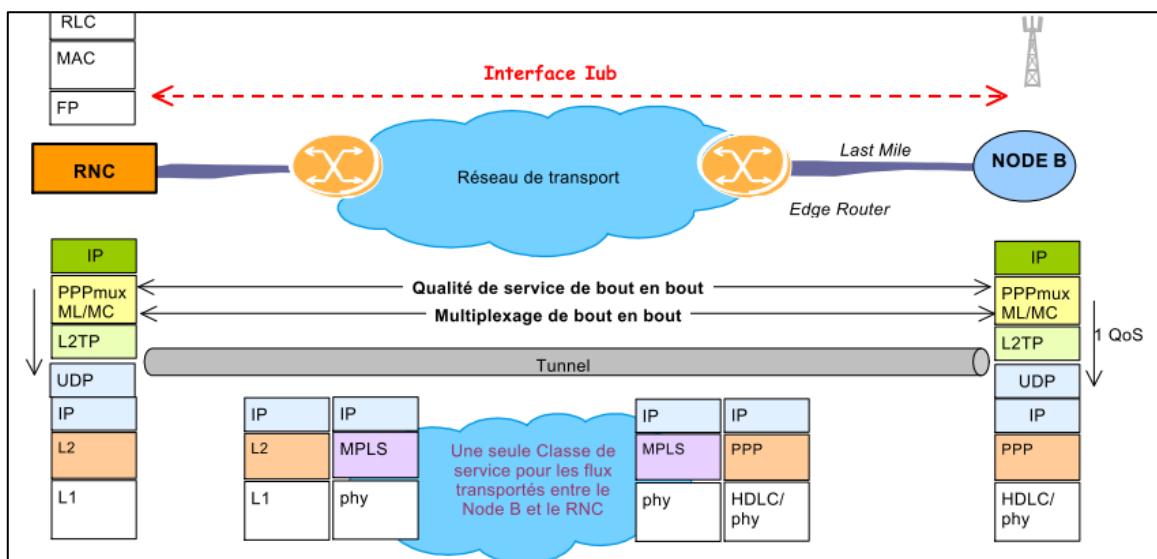 RLC
MAC
FP
Interface Iub
RNC
Réseau de transport
Last Mile
Edge Router
NODE B
IP
IP
PPPmux
ML/MC
Qualité de service de bout en bout
Multiplexage de bout en bout
PPPmux
ML/MC
L2TP
L2TP
1 QoS
UDP
Tunnel
UDP
IP
IP
IP
IP
IP
IP
L2
L2
MPLS
Une seule Classe de
service pour les flux
transportés entre le
Node B et le RNC
MPLS
PPP
PPP
L1
L1
phy
phy
HDLC/
phy
HDLC/
phy